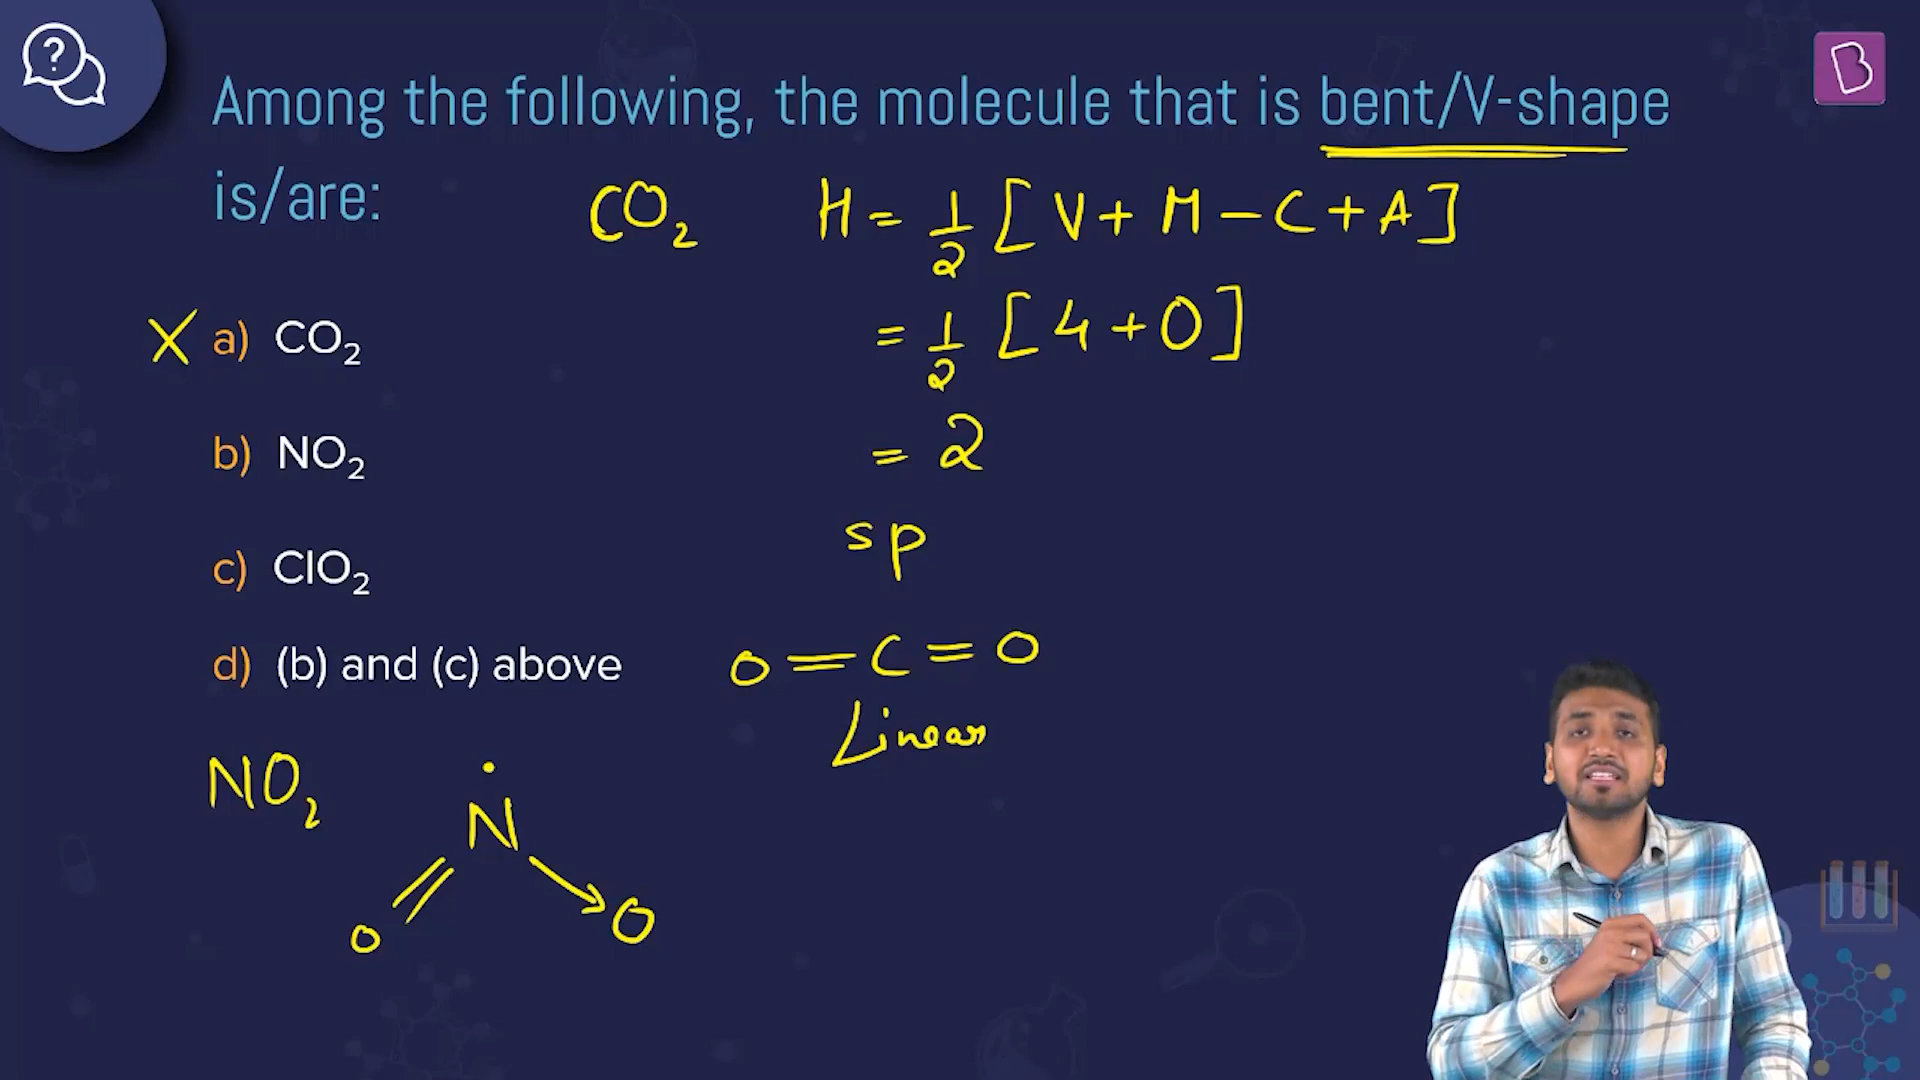 Among the following, the molecule that is bent/V-shape
is/are:
CO₂ H = 1/2 [V + M - C + A]
= 1/2 [4 + 0]
= 2
sp
O = C = O
Linear
X a) CO₂
b) NO₂
c) ClO₂
d) (b) and (c) above
NO₂
N
O
O
?
B